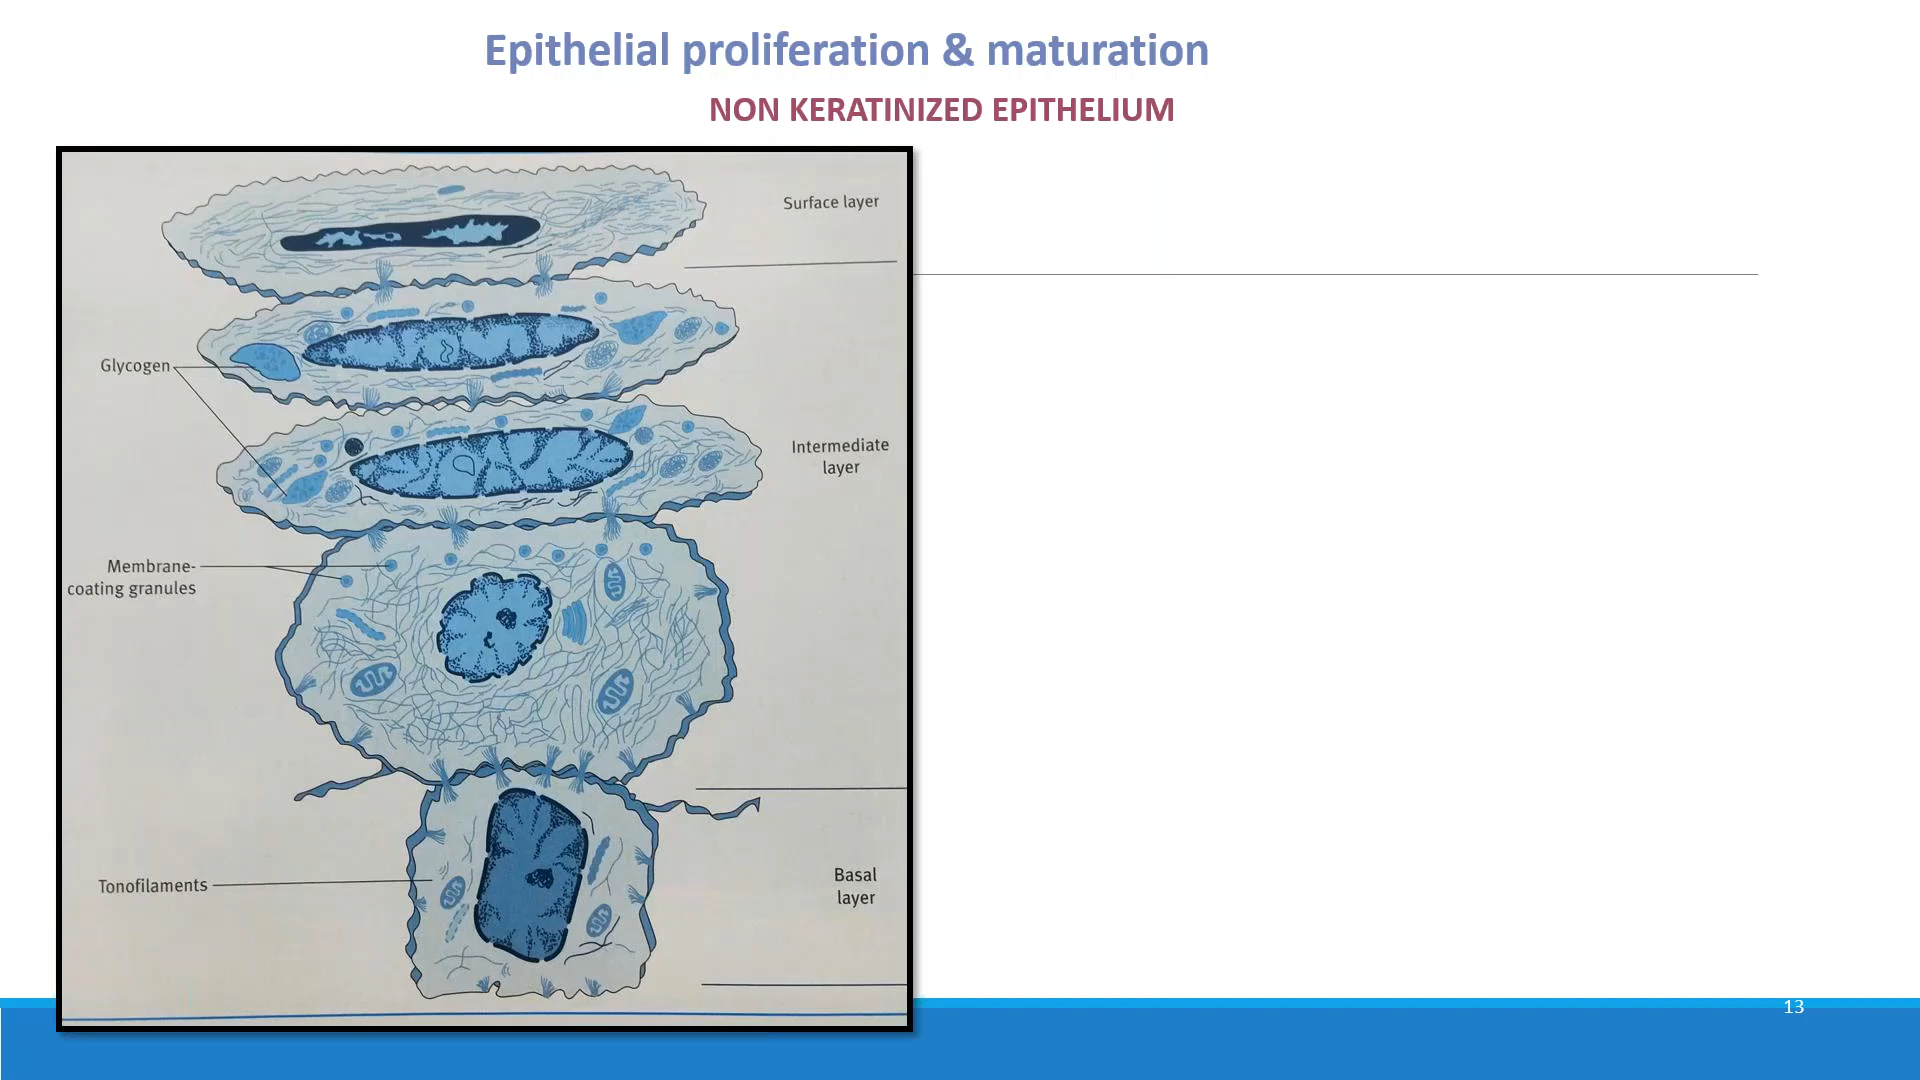 Epithelial proliferation & maturation
NON KERATINIZED EPITHELIUM
Surface layer
Glycogen
Intermediate
layer
Membrane-
coating granules
Tonofilaments
Basal
layer
13